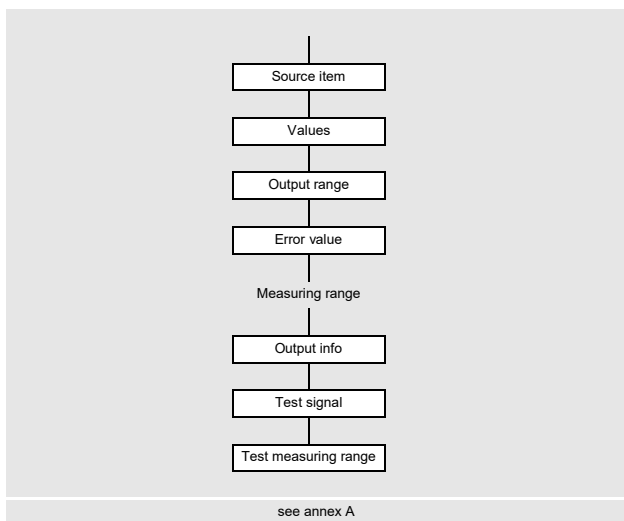 Source item
Values
Output range
Error value
Measuring range
Output info
Test signal
Test measuring range
see annex A